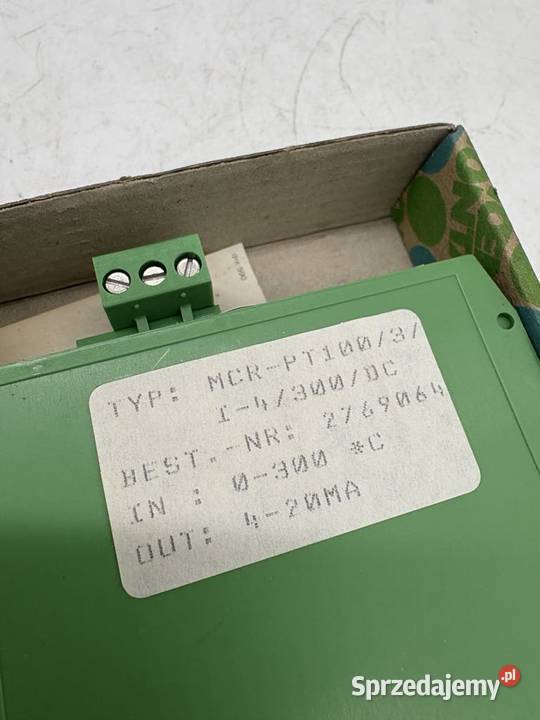 TYP: MCR-PT100/3/
I-4/300/DC
BEST.-NR: 2769064
IN : 0-300 *C
OUT: 4-20MA
Sprzedajemy.pl